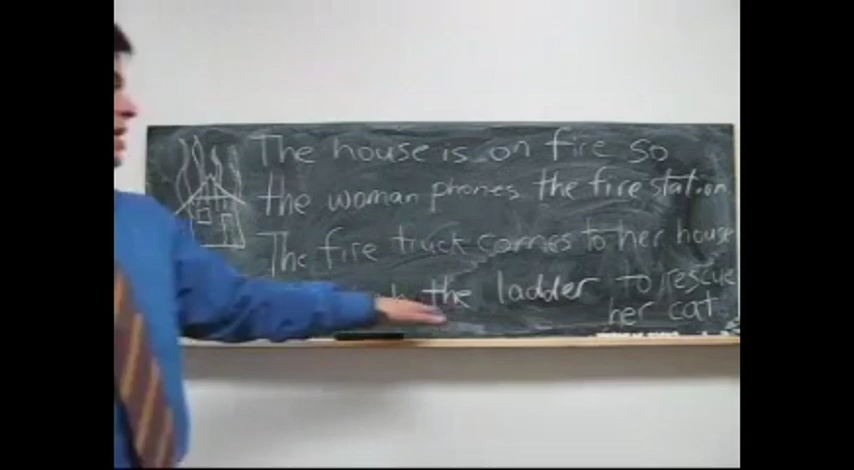 The house is on fire so
the woman phones the fire station
The fire truck comes to her house
the ladder to rescue
her cat